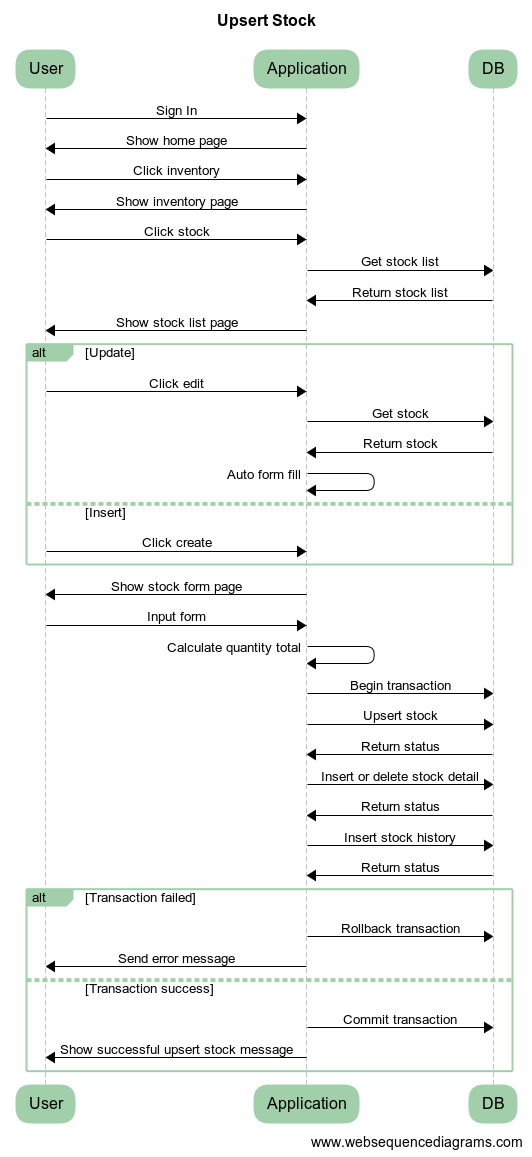 Upsert Stock
User
Application
DB
Sign In
Show home page
Click inventory
Show inventory page
Click stock
Get stock list
Return stock list
Show stock list page
alt [Update]
Click edit
Get stock
Return stock
Auto form fill
[Insert]
Click create
Show stock form page
Input form
Calculate quantity total
Begin transaction
Upsert stock
Return status
Insert or delete stock detail
Return status
Insert stock history
Return status
alt [Transaction failed]
Rollback transaction
Send error message
[Transaction success]
Commit transaction
Show successful upsert stock message
User
Application
DB
www.websequencediagrams.com